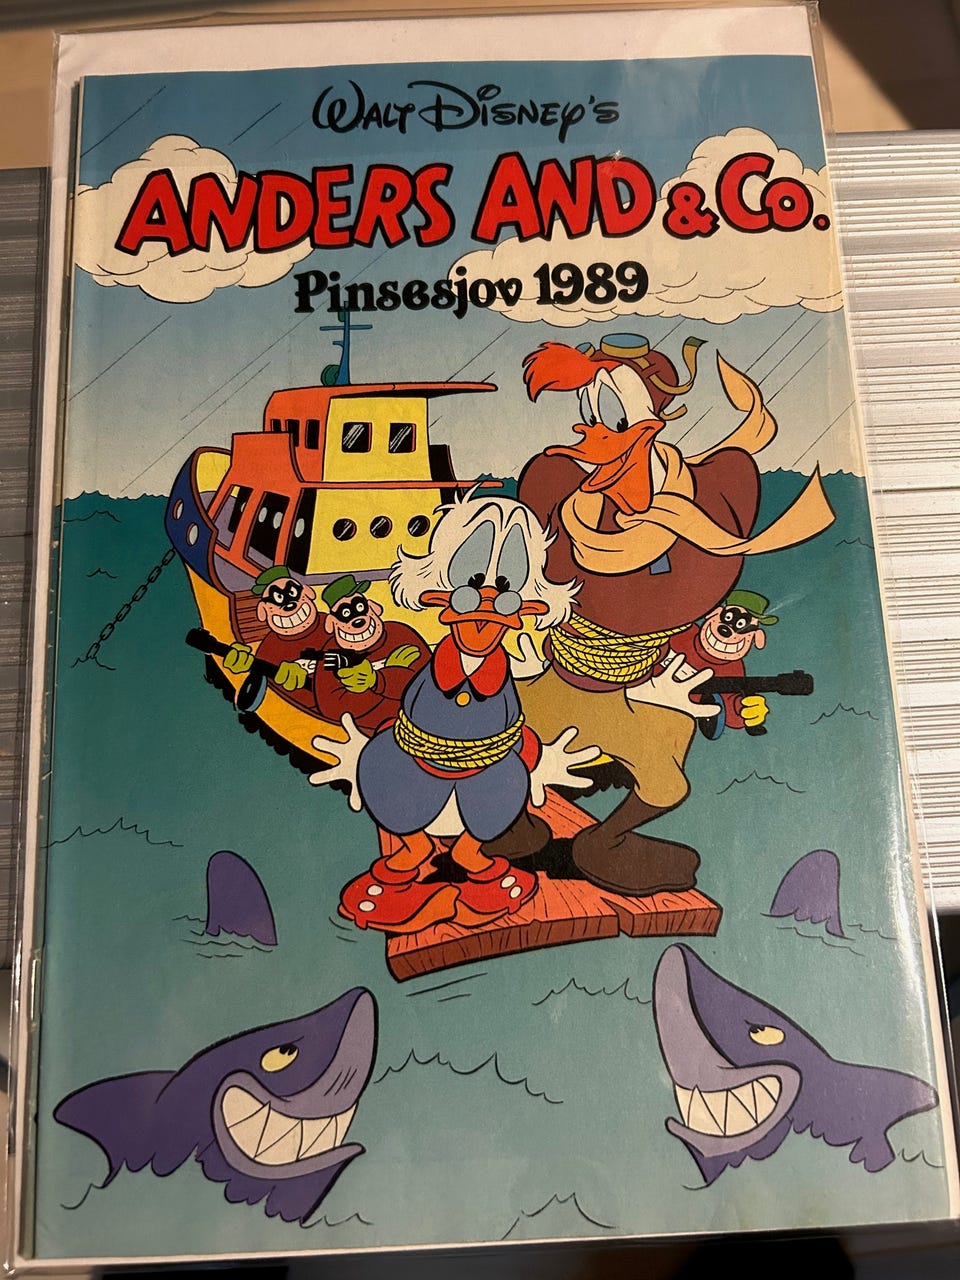 WALT DISNEY'S
ANDERS AND & Co.
Pinsesjov 1989